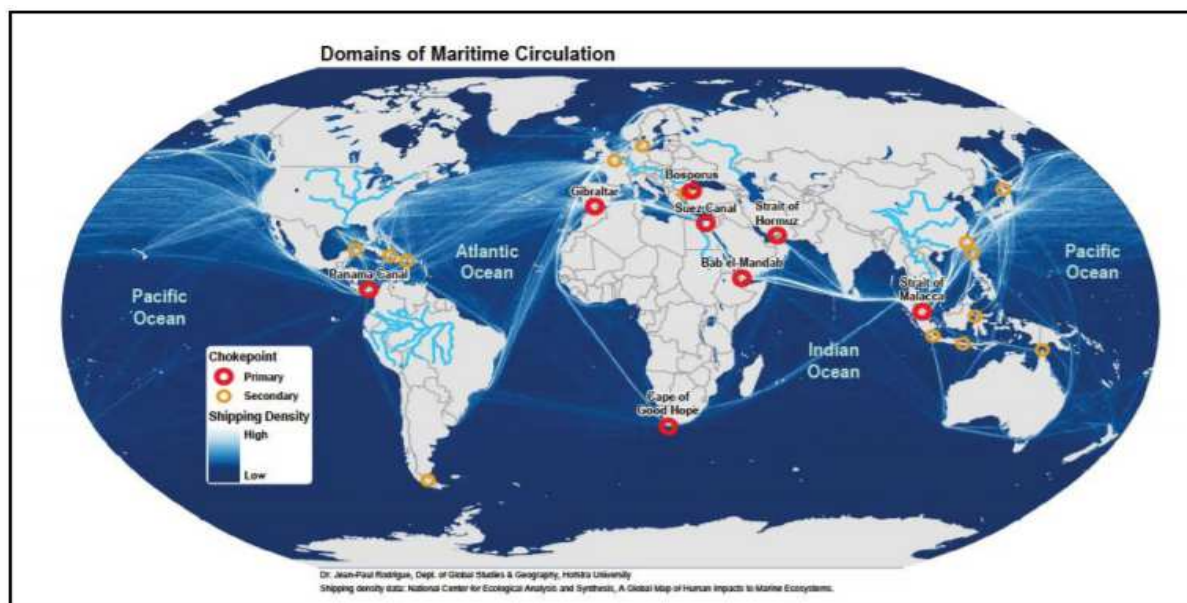 Domains of Maritime Circulation
Bosporus
Gibraltar
Suez Canal
Strait of
Hormuz
Atlantic
Ocean
Pacific
Ocean
Bab el-Mandab
Panama Canal
Strait of
Malacca
Pacific
Ocean
Indian
Ocean
Chokepoint
Primary
Secondary
Shipping Density
High
Low
Cape of
Good Hope
Dr. Jean-Paul Rodrigue, Dept. of Global Studies & Geography, Hofstra University
Shipping density data: National Center for Ecological Analysis and Synthesis, A Global Map of Human Impacts to Marine Ecosystems.